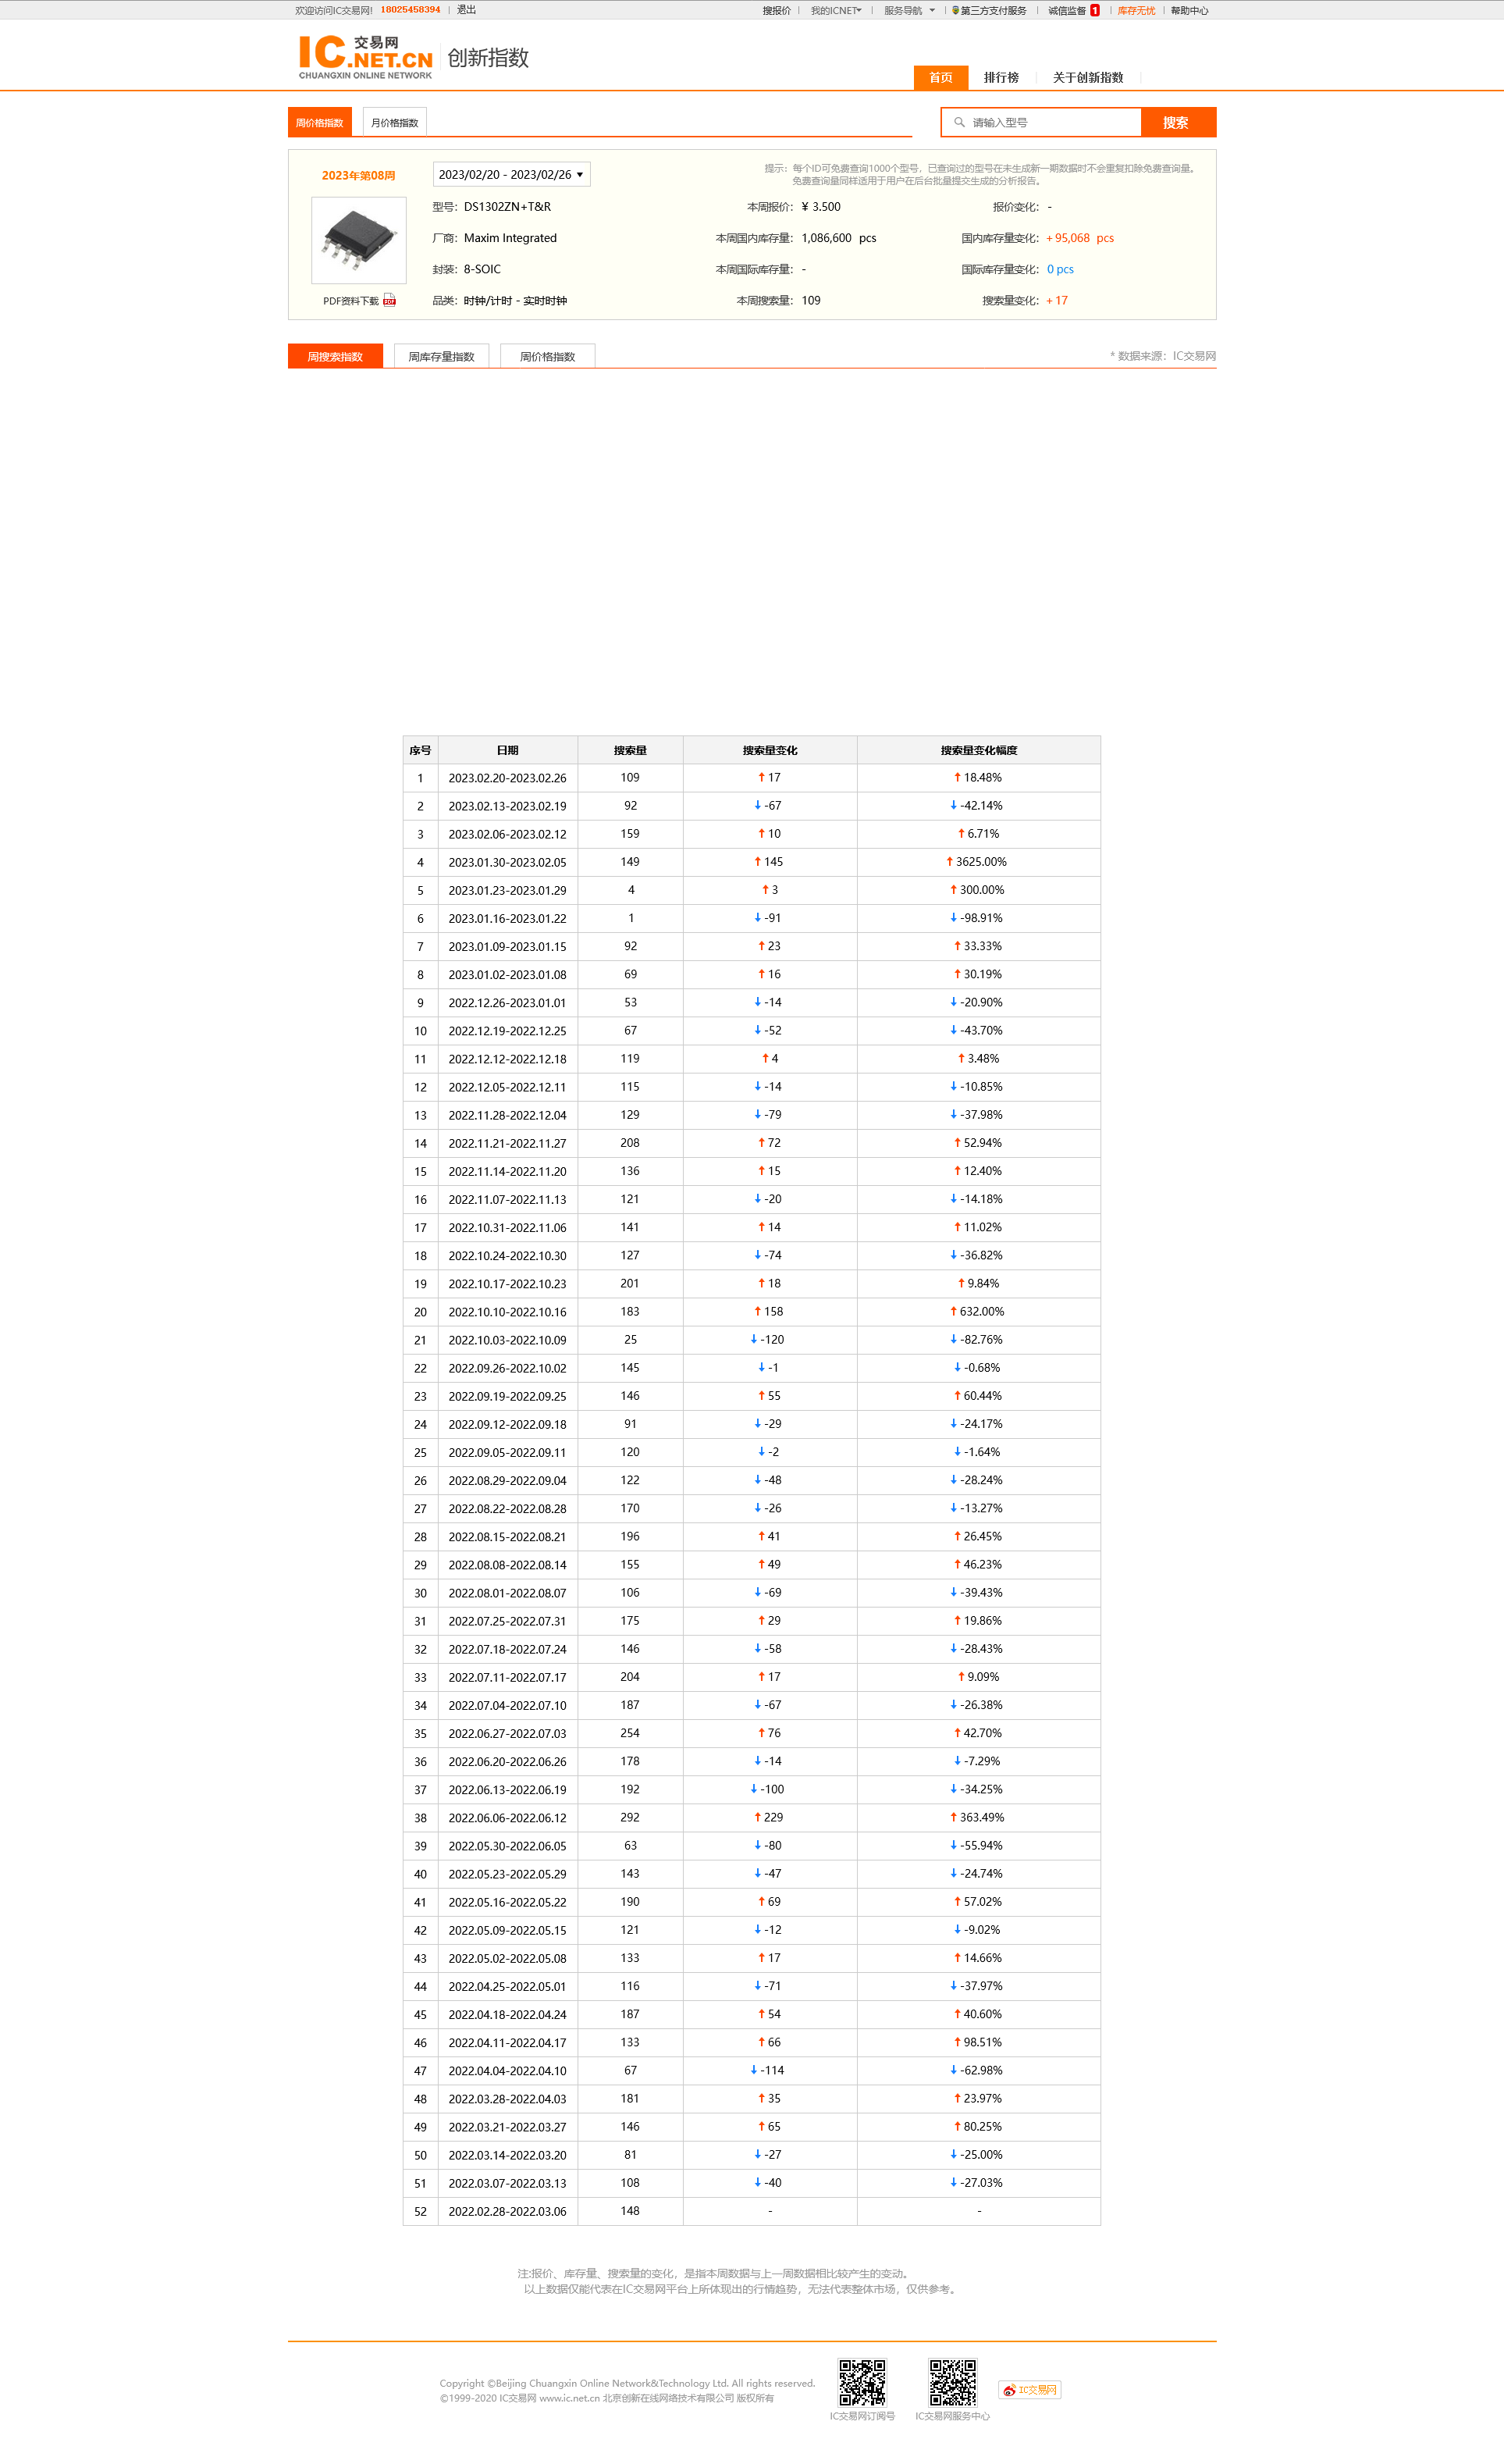 欢迎访问IC交易网! 18025458394 | 退出 搜报价 | 我的ICNET | 服务导航 | 第三方支付服务 | 诚信监督 1 | 库存无忧 | 帮助中心
IC交易网
.NET.CN
CHUANGXIN ONLINE NETWORK
创新指数
首页 排行榜 关于创新指数
周价格指数 月价格指数 请输入型号 搜索
2023年第08周 2023/02/20 - 2023/02/26 提示：每个ID可免费查询1000个型号，已查询过的型号在未生成新一期数据时不会重复扣除免费查询量。
免费查询量同样适用于用户在后台批量提交生成的分析报告。
型号：DS1302ZN+T&R 本周报价：¥ 3.500 报价变化：-
厂商：Maxim Integrated 本周国内库存量：1,086,600 pcs 国内库存量变化：+ 95,068 pcs
封装：8-SOIC 本周国际库存量：- 国际库存量变化：0 pcs
PDF资料下载 品类：时钟/计时 - 实时时钟 本周搜索量：109 搜索量变化：+ 17
周搜索指数 周库存量指数 周价格指数 * 数据来源：IC交易网
序号 日期 搜索量 搜索量变化 搜索量变化幅度
1 2023.02.20-2023.02.26 109 ↑ 17 ↑ 18.48%
2 2023.02.13-2023.02.19 92 ↓ -67 ↓ -42.14%
3 2023.02.06-2023.02.12 159 ↑ 10 ↑ 6.71%
4 2023.01.30-2023.02.05 149 ↑ 145 ↑ 3625.00%
5 2023.01.23-2023.01.29 4 ↑ 3 ↑ 300.00%
6 2023.01.16-2023.01.22 1 ↓ -91 ↓ -98.91%
7 2023.01.09-2023.01.15 92 ↑ 23 ↑ 33.33%
8 2023.01.02-2023.01.08 69 ↑ 16 ↑ 30.19%
9 2022.12.26-2023.01.01 53 ↓ -14 ↓ -20.90%
10 2022.12.19-2022.12.25 67 ↓ -52 ↓ -43.70%
11 2022.12.12-2022.12.18 119 ↑ 4 ↑ 3.48%
12 2022.12.05-2022.12.11 115 ↓ -14 ↓ -10.85%
13 2022.11.28-2022.12.04 129 ↓ -79 ↓ -37.98%
14 2022.11.21-2022.11.27 208 ↑ 72 ↑ 52.94%
15 2022.11.14-2022.11.20 136 ↑ 15 ↑ 12.40%
16 2022.11.07-2022.11.13 121 ↓ -20 ↓ -14.18%
17 2022.10.31-2022.11.06 141 ↑ 14 ↑ 11.02%
18 2022.10.24-2022.10.30 127 ↓ -74 ↓ -36.82%
19 2022.10.17-2022.10.23 201 ↑ 18 ↑ 9.84%
20 2022.10.10-2022.10.16 183 ↑ 158 ↑ 632.00%
21 2022.10.03-2022.10.09 25 ↓ -120 ↓ -82.76%
22 2022.09.26-2022.10.02 145 ↓ -1 ↓ -0.68%
23 2022.09.19-2022.09.25 146 ↑ 55 ↑ 60.44%
24 2022.09.12-2022.09.18 91 ↓ -29 ↓ -24.17%
25 2022.09.05-2022.09.11 120 ↓ -2 ↓ -1.64%
26 2022.08.29-2022.09.04 122 ↓ -48 ↓ -28.24%
27 2022.08.22-2022.08.28 170 ↓ -26 ↓ -13.27%
28 2022.08.15-2022.08.21 196 ↑ 41 ↑ 26.45%
29 2022.08.08-2022.08.14 155 ↑ 49 ↑ 46.23%
30 2022.08.01-2022.08.07 106 ↓ -69 ↓ -39.43%
31 2022.07.25-2022.07.31 175 ↑ 29 ↑ 19.86%
32 2022.07.18-2022.07.24 146 ↓ -58 ↓ -28.43%
33 2022.07.11-2022.07.17 204 ↑ 17 ↑ 9.09%
34 2022.07.04-2022.07.10 187 ↓ -67 ↓ -26.38%
35 2022.06.27-2022.07.03 254 ↑ 76 ↑ 42.70%
36 2022.06.20-2022.06.26 178 ↓ -14 ↓ -7.29%
37 2022.06.13-2022.06.19 192 ↓ -100 ↓ -34.25%
38 2022.06.06-2022.06.12 292 ↑ 229 ↑ 363.49%
39 2022.05.30-2022.06.05 63 ↓ -80 ↓ -55.94%
40 2022.05.23-2022.05.29 143 ↓ -47 ↓ -24.74%
41 2022.05.16-2022.05.22 190 ↑ 69 ↑ 57.02%
42 2022.05.09-2022.05.15 121 ↓ -12 ↓ -9.02%
43 2022.05.02-2022.05.08 133 ↑ 17 ↑ 14.66%
44 2022.04.25-2022.05.01 116 ↓ -71 ↓ -37.97%
45 2022.04.18-2022.04.24 187 ↑ 54 ↑ 40.60%
46 2022.04.11-2022.04.17 133 ↑ 66 ↑ 98.51%
47 2022.04.04-2022.04.10 67 ↓ -114 ↓ -62.98%
48 2022.03.28-2022.04.03 181 ↑ 35 ↑ 23.97%
49 2022.03.21-2022.03.27 146 ↑ 65 ↑ 80.25%
50 2022.03.14-2022.03.20 81 ↓ -27 ↓ -25.00%
51 2022.03.07-2022.03.13 108 ↓ -40 ↓ -27.03%
52 2022.02.28-2022.03.06 148 - -
注:报价、库存量、搜索量的变化，是指本周数据与上一周数据相比较产生的变动。
以上数据仅能代表在IC交易网平台上所体现出的行情趋势，无法代表整体市场，仅供参考。
Copyright ©Beijing Chuangxin Online Network&Technology Ltd. All rights reserved.
©1999-2020 IC交易网 www.ic.net.cn 北京创新在线网络技术有限公司 版权所有
IC交易网订阅号 IC交易网服务中心 IC交易网